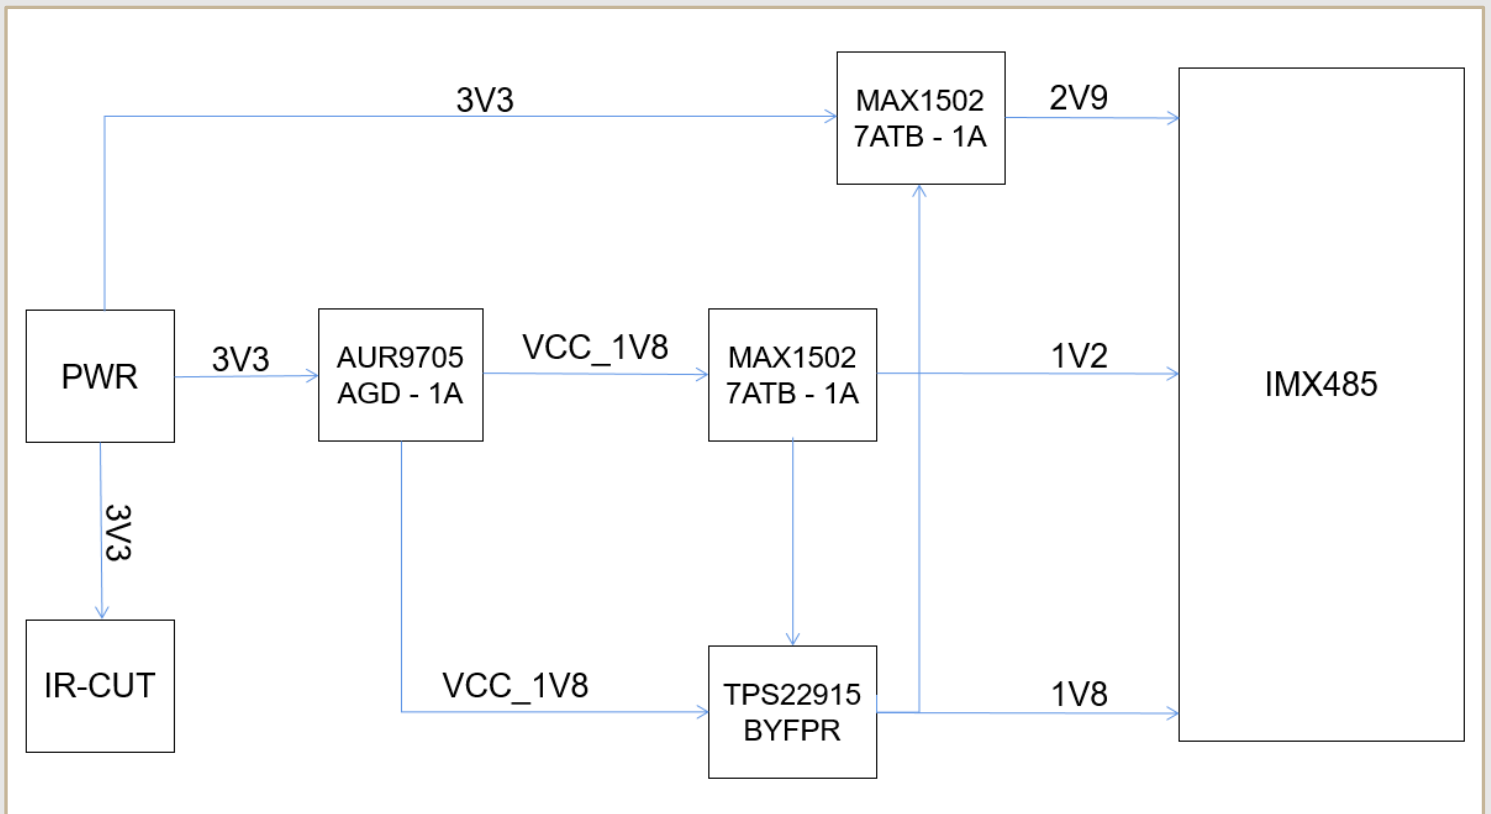 3V3
MAX1502
7ATB - 1A
2V9
PWR
3V3
AUR9705
AGD - 1A
VCC_1V8
MAX1502
7ATB - 1A
1V2
IMX485
3V3
IR-CUT
VCC_1V8
TPS22915
BYFPR
1V8